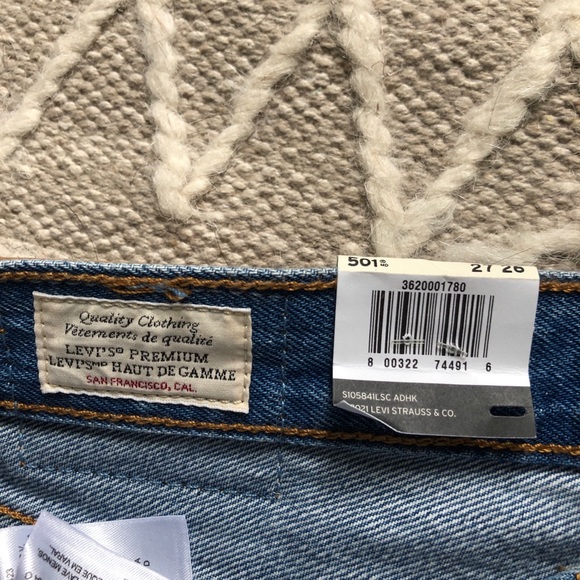 Quality Clothing
Vêtements de qualité
LEVI'S® PREMIUM
LEVI'S® HAUT DE GAMME
SAN FRANCISCO, CAL.
501®
27 26
3620001780
8 00322 74491 6
S10584ILSC ADHK
2021 LEVI STRAUSS & CO.